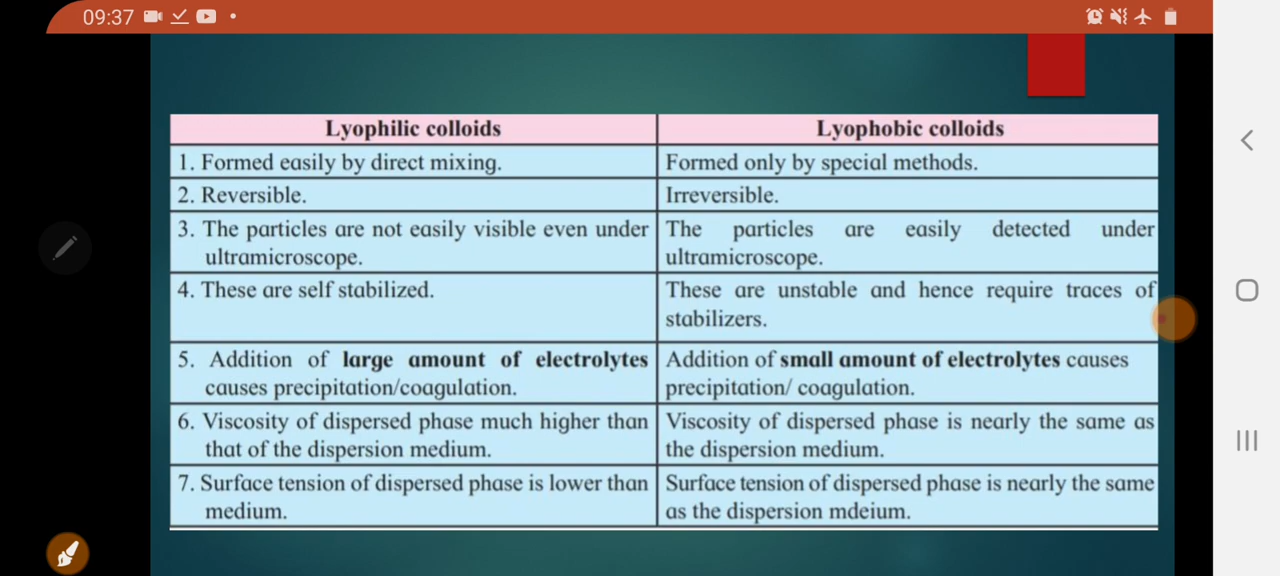 09:37
Lyophilic colloids
Lyophobic colloids
1. Formed easily by direct mixing.
Formed only by special methods.
2. Reversible.
Irreversible.
3. The particles are not easily visible even under
ultramicroscope.
The particles are easily detected under
ultramicroscope.
4. These are self stabilized.
These are unstable and hence require traces of
stabilizers.
5. Addition of large amount of electrolytes
causes precipitation/coagulation.
Addition of small amount of electrolytes causes
precipitation/ coagulation.
6. Viscosity of dispersed phase much higher than
that of the dispersion medium.
Viscosity of dispersed phase is nearly the same as
the dispersion medium.
7. Surface tension of dispersed phase is lower than
medium.
Surface tension of dispersed phase is nearly the same
as the dispersion mdeium.